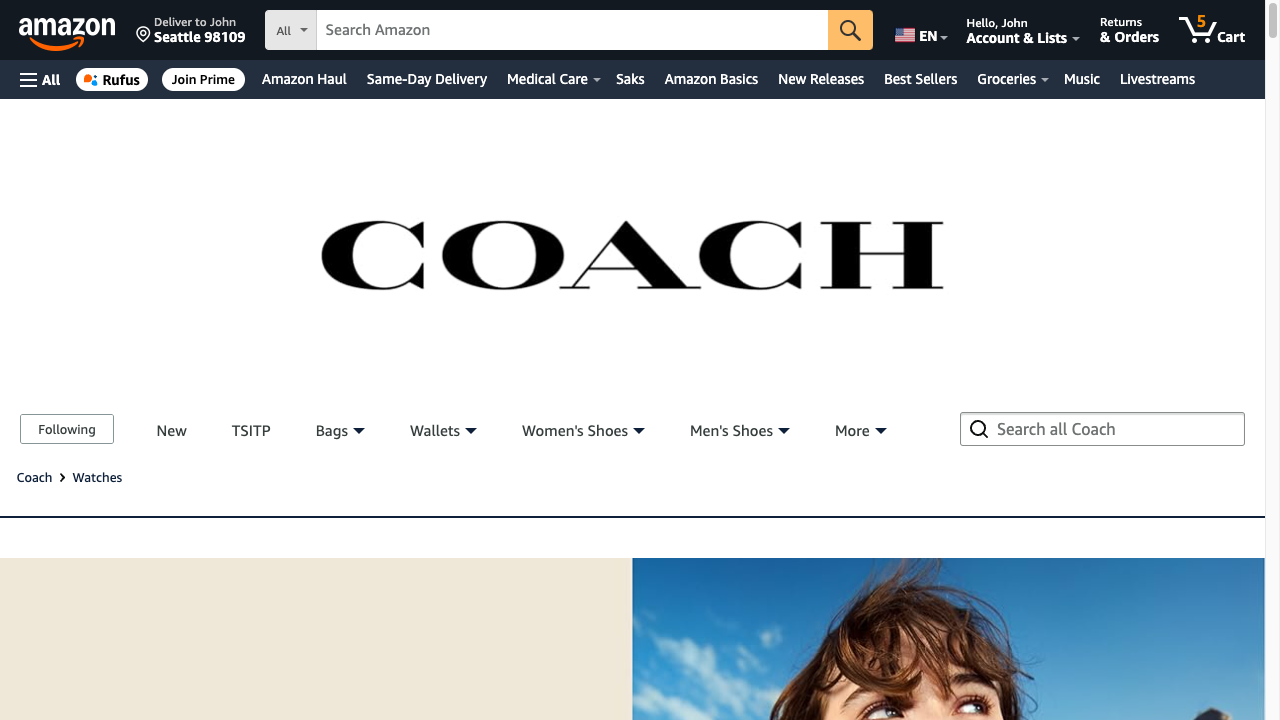 amazon
Deliver to John
Seattle 98109
All
Search Amazon
EN
Hello, John
Account & Lists
Returns
& Orders
5
Cart
All
Rufus
Join Prime
Amazon Haul
Same-Day Delivery
Medical Care
Saks
Amazon Basics
New Releases
Best Sellers
Groceries
Music
Livestreams
COACH
Following
New
TSITP
Bags
Wallets
Women's Shoes
Men's Shoes
More
Search all Coach
Coach
Watches